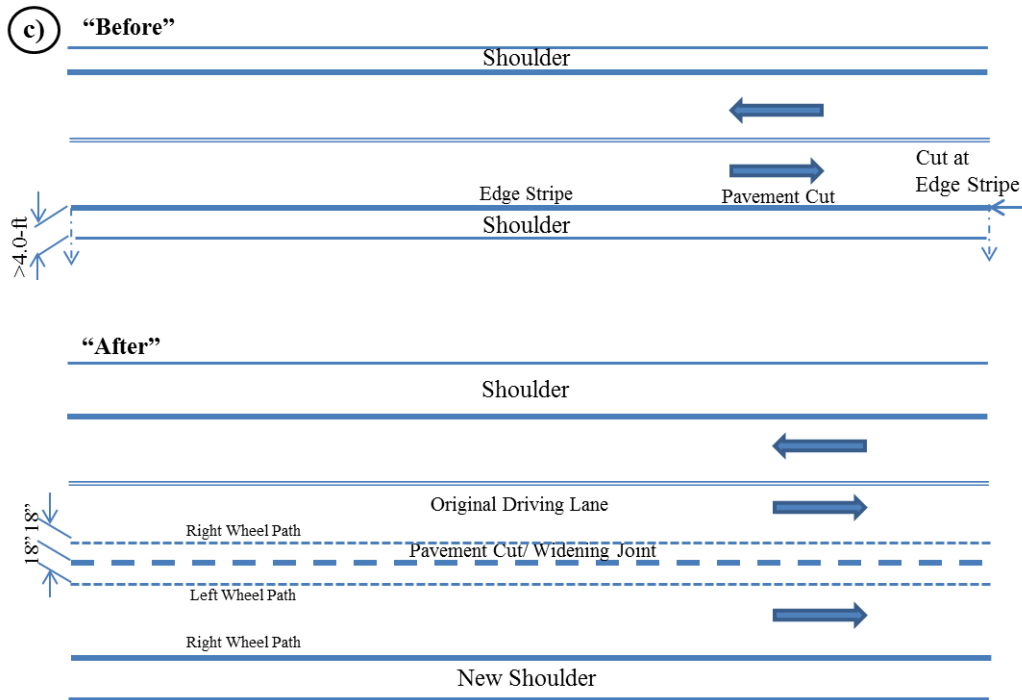 c)
“Before”
Shoulder
Cut at
Edge Stripe
Edge Stripe
Pavement Cut
Shoulder
>4.0-ft
“After”
Shoulder
Original Driving Lane
18” 18”
Right Wheel Path
Pavement Cut/ Widening Joint
Left Wheel Path
Right Wheel Path
New Shoulder